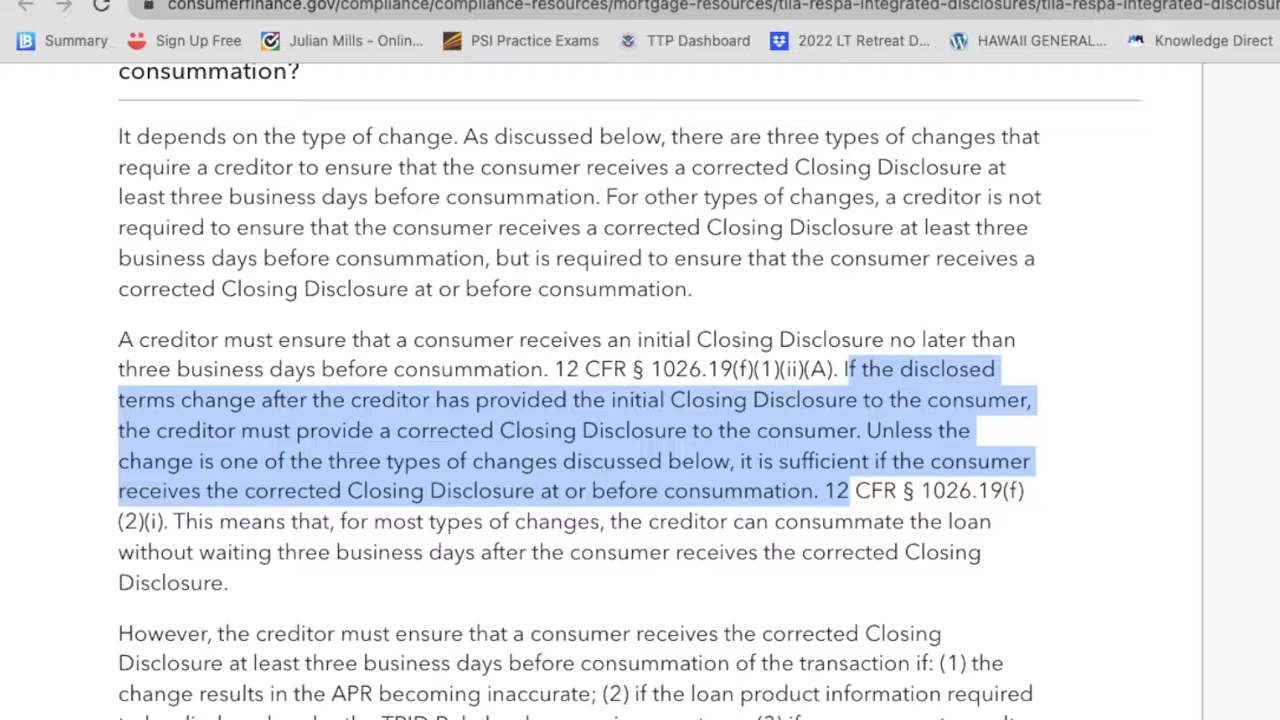 consumerfinance.gov/compliance/compliance-resources/mortgage-resources/tila-respa-integrated-disclosures/tila-respa-integrated-disclosur
Summary Sign Up Free Julian Mills – Onlin... PSI Practice Exams TTP Dashboard 2022 LT Retreat D... HAWAII GENERAL... Knowledge Direct
consummation?
It depends on the type of change. As discussed below, there are three types of changes that
require a creditor to ensure that the consumer receives a corrected Closing Disclosure at
least three business days before consummation. For other types of changes, a creditor is not
required to ensure that the consumer receives a corrected Closing Disclosure at least three
business days before consummation, but is required to ensure that the consumer receives a
corrected Closing Disclosure at or before consummation.
A creditor must ensure that a consumer receives an initial Closing Disclosure no later than
three business days before consummation. 12 CFR § 1026.19(f)(1)(ii)(A). If the disclosed
terms change after the creditor has provided the initial Closing Disclosure to the consumer,
the creditor must provide a corrected Closing Disclosure to the consumer. Unless the
change is one of the three types of changes discussed below, it is sufficient if the consumer
receives the corrected Closing Disclosure at or before consummation. 12 CFR § 1026.19(f)
(2)(i). This means that, for most types of changes, the creditor can consummate the loan
without waiting three business days after the consumer receives the corrected Closing
Disclosure.
However, the creditor must ensure that a consumer receives the corrected Closing
Disclosure at least three business days before consummation of the transaction if: (1) the
change results in the APR becoming inaccurate; (2) if the loan product information required